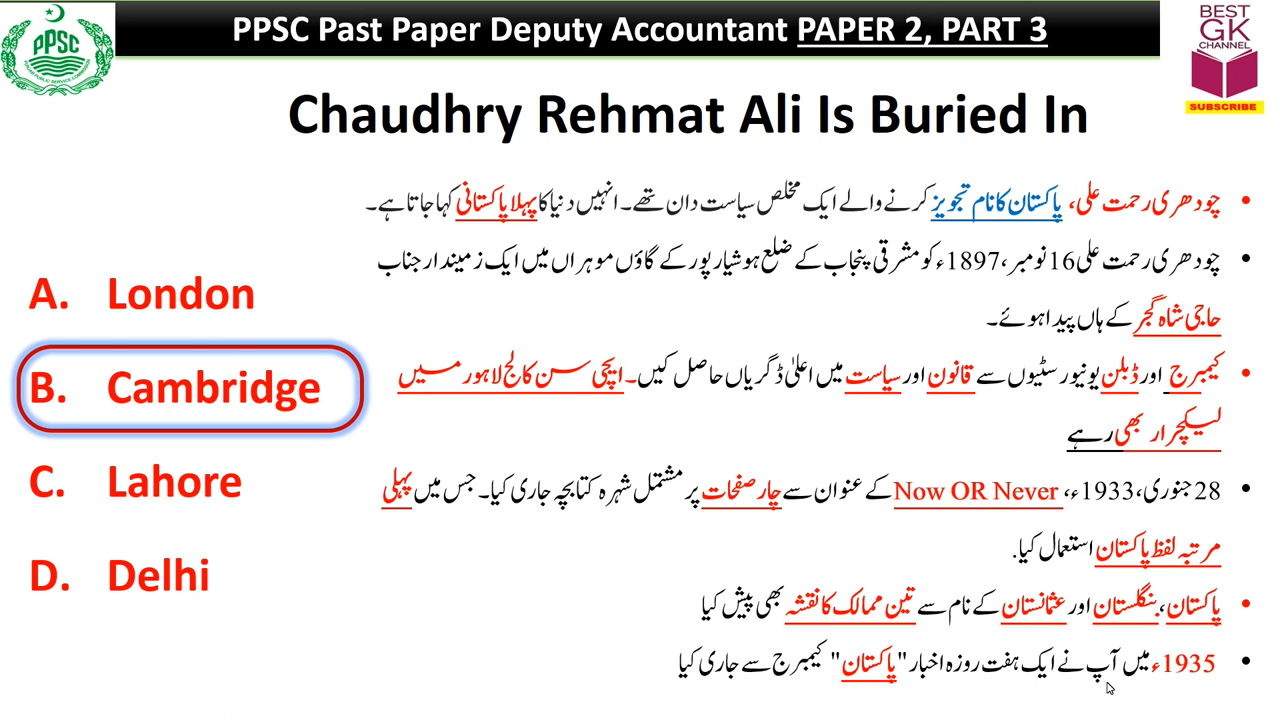 PPSC Past Paper Deputy Accountant PAPER 2, PART 3
PPSC
BEST
GK
CHANNEL
SUBSCRIBE
Chaudhry Rehmat Ali Is Buried In
چودھری رحمت علی، پاکستان کا نام تجویز کرنے والے ایک مخلص سیاست دان تھے۔ انہیں دنیا کا پہلا پاکستانی کہا جاتا ہے۔
چودھری رحمت علی 16 نومبر، 1897ء کو مشرقی پنجاب کے ضلع ہوشیار پور کے گاؤں موہراں میں ایک زمیندار جناب
حاجی شاہ گجر کے ہاں پیدا ہوئے۔
کیمبرج اور ڈبلن یونیورسٹیوں سے قانون اور سیاست میں اعلیٰ ڈگریاں حاصل کیں۔ ایچی سن کالج لاہور میں
لیکچرار بھی رہے
28 جنوری، 1933ء، Now OR Never کے عنوان سے چار صفحات پر مشتمل شہرہ کتابچہ جاری کیا۔ جس میں پہلی
مرتبہ لفظ پاکستان استعمال کیا.
پاکستان، بنگلستان اور عثمانستان کے نام سے تین ممالک کا نقشہ بھی پیش کیا
1935ء میں آپ نے ایک ہفت روزہ اخبار "پاکستان" کیمبرج سے جاری کیا
A. London
B. Cambridge
C. Lahore
D. Delhi